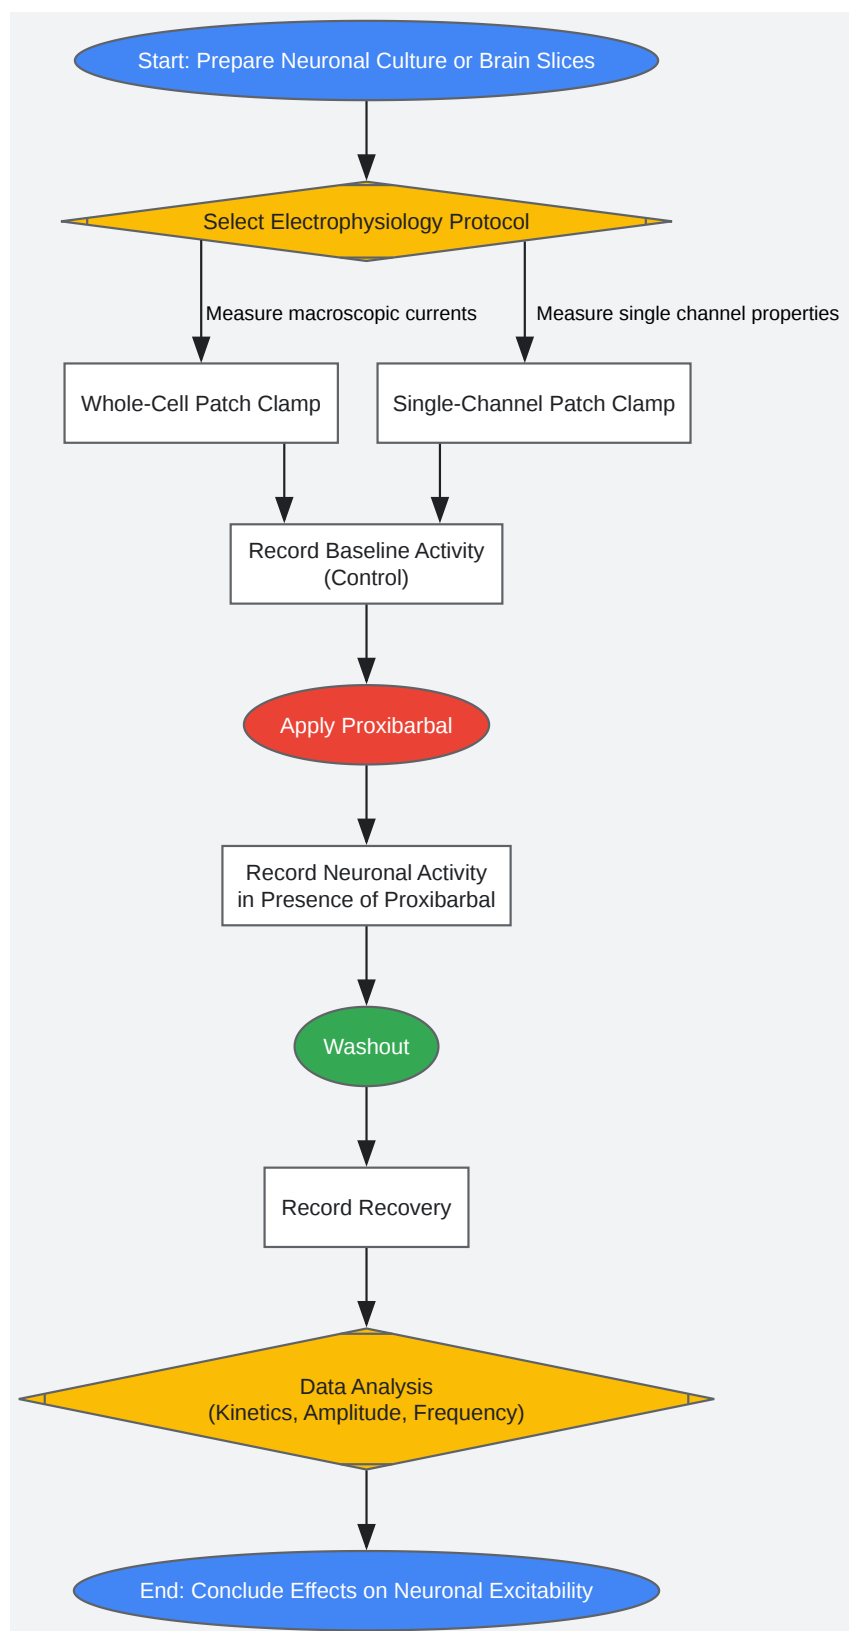 Start: Prepare Neuronal Culture or Brain Slices
Select Electrophysiology Protocol
Measure macroscopic currents
Measure single channel properties
Whole-Cell Patch Clamp
Single-Channel Patch Clamp
Record Baseline Activity
(Control)
Apply Proxibarbal
Record Neuronal Activity
in Presence of Proxibarbal
Washout
Record Recovery
Data Analysis
(Kinetics, Amplitude, Frequency)
End: Conclude Effects on Neuronal Excitability